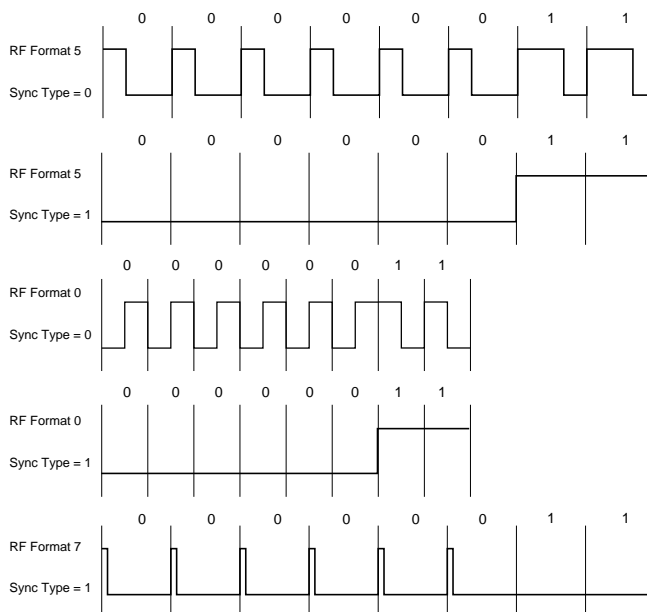 0 0 0 0 0 0 1 1
RF Format 5
Sync Type = 0
0 0 0 0 0 0 1 1
RF Format 5
Sync Type = 1
0 0 0 0 0 0 1 1
RF Format 0
Sync Type = 0
0 0 0 0 0 0 1 1
RF Format 0
Sync Type = 1
0 0 0 0 0 0 1 1
RF Format 7
Sync Type = 1